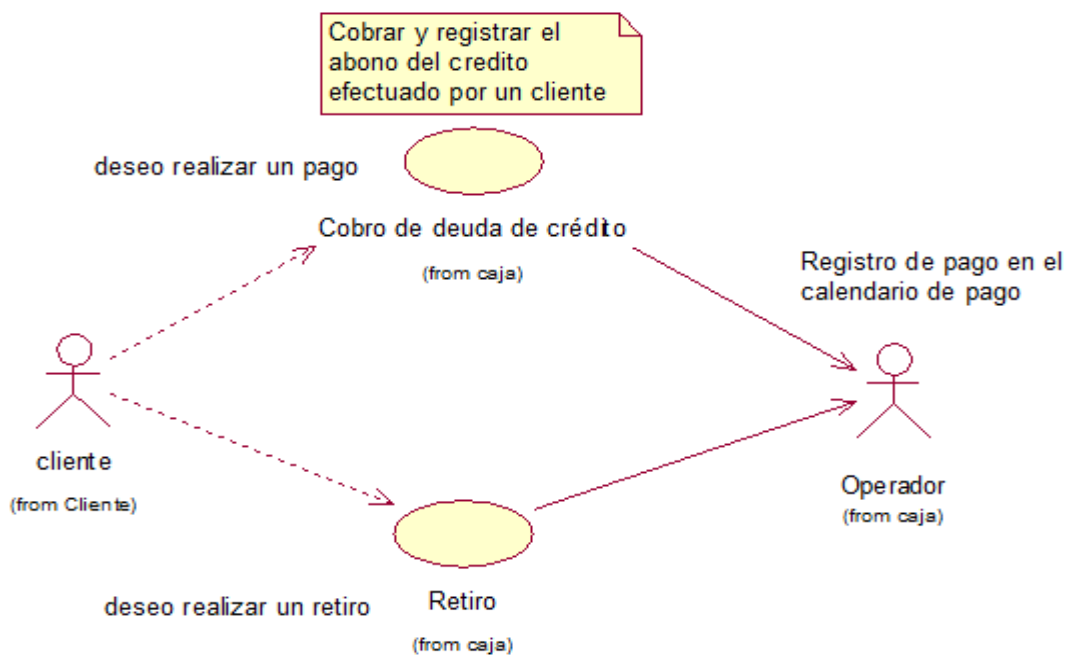 Cobrar y registrar el
abono del credito
efectuado por un cliente
deseo realizar un pago
Cobro de deuda de crédito
(from caja)
Registro de pago en el
calendario de pago
cliente
(from Cliente)
Operador
(from caja)
deseo realizar un retiro
Retiro
(from caja)